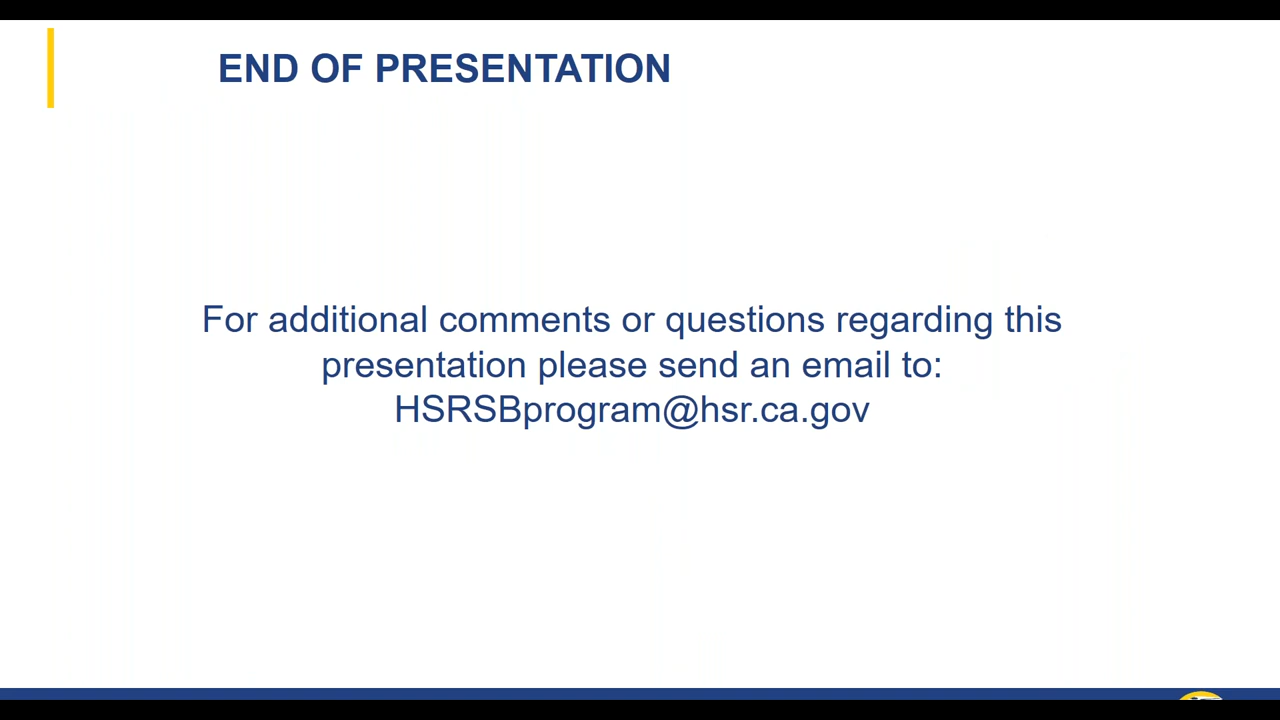 END OF PRESENTATION
For additional comments or questions regarding this
presentation please send an email to:
HSRSBprogram@hsr.ca.gov